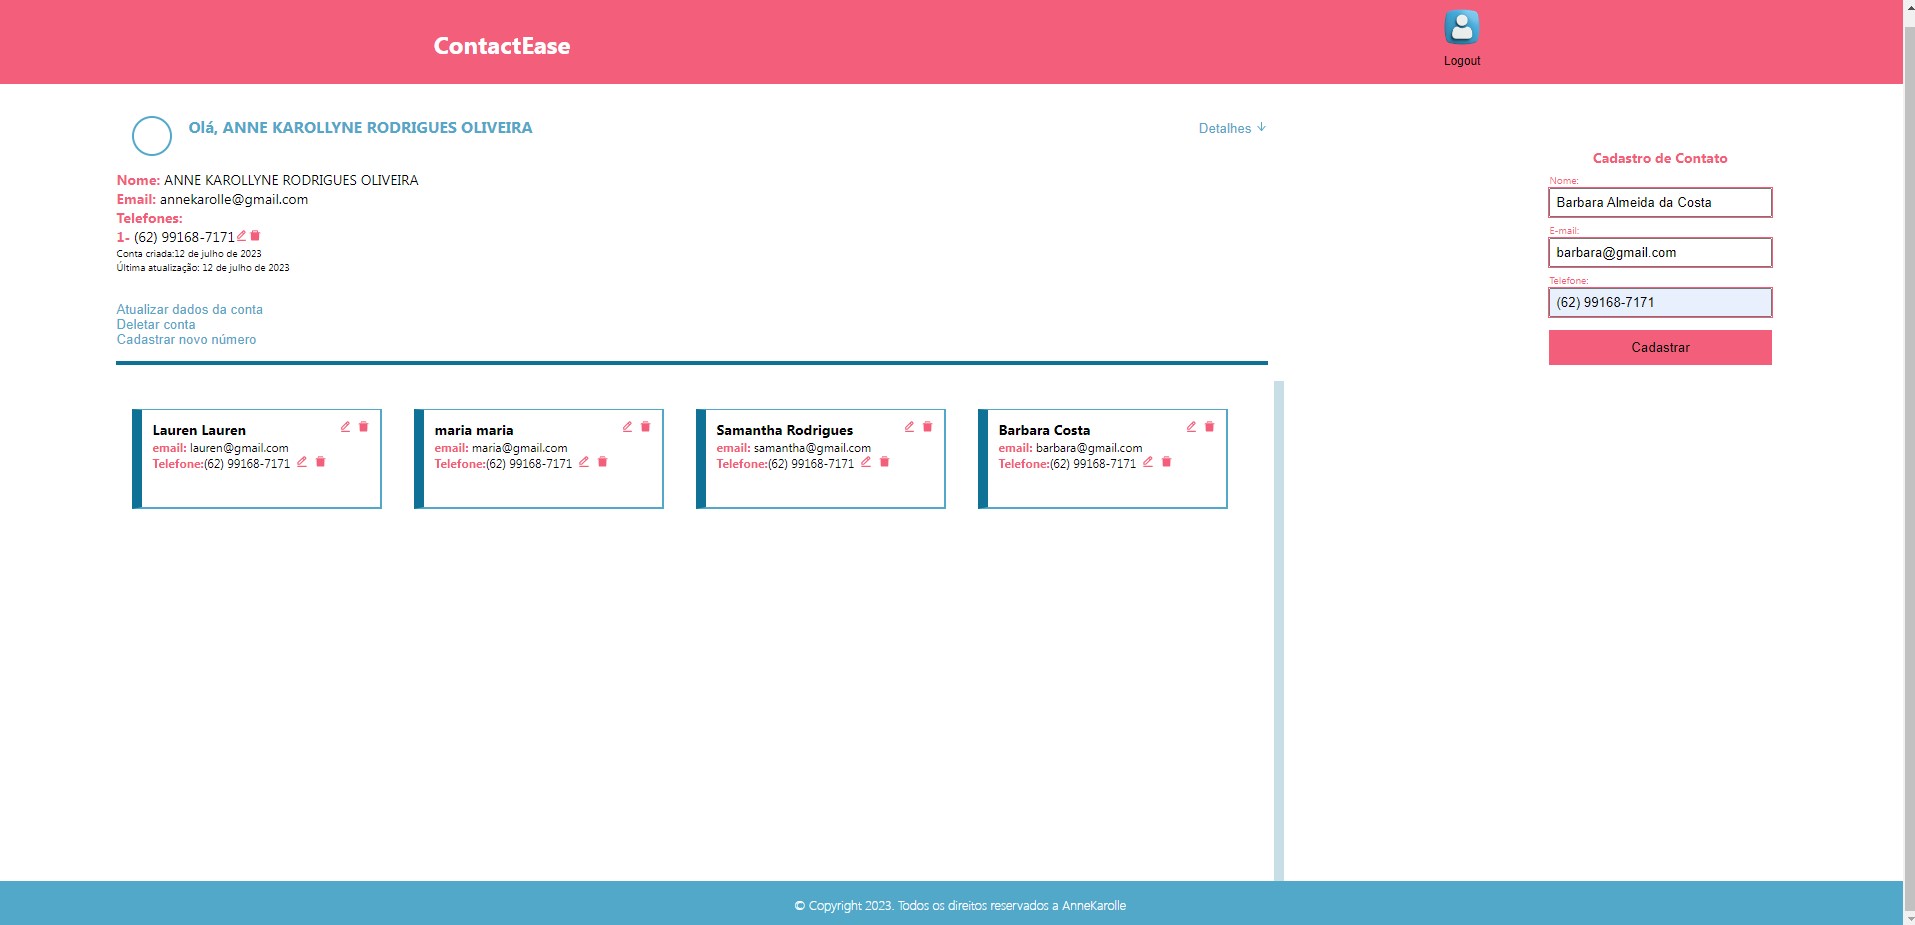 ContactEase
Logout
Olá, ANNE KAROLLYNE RODRIGUES OLIVEIRA
Detalhes ↓
Nome: ANNE KAROLLYNE RODRIGUES OLIVEIRA
Email: annekarolle@gmail.com
Telefones:
1- (62) 99168-7171
Conta criada:12 de julho de 2023
Última atualização: 12 de julho de 2023
Atualizar dados da conta
Deletar conta
Cadastrar novo número
Cadastro de Contato
Nome:
Barbara Almeida da Costa
E-mail:
barbara@gmail.com
Telefone:
(62) 99168-7171
Cadastrar
Lauren Lauren
email: lauren@gmail.com
Telefone:(62) 99168-7171
maria maria
email: maria@gmail.com
Telefone:(62) 99168-7171
Samantha Rodrigues
email: samantha@gmail.com
Telefone:(62) 99168-7171
Barbara Costa
email: barbara@gmail.com
Telefone:(62) 99168-7171
© Copyright 2023. Todos os direitos reservados a AnneKarolle